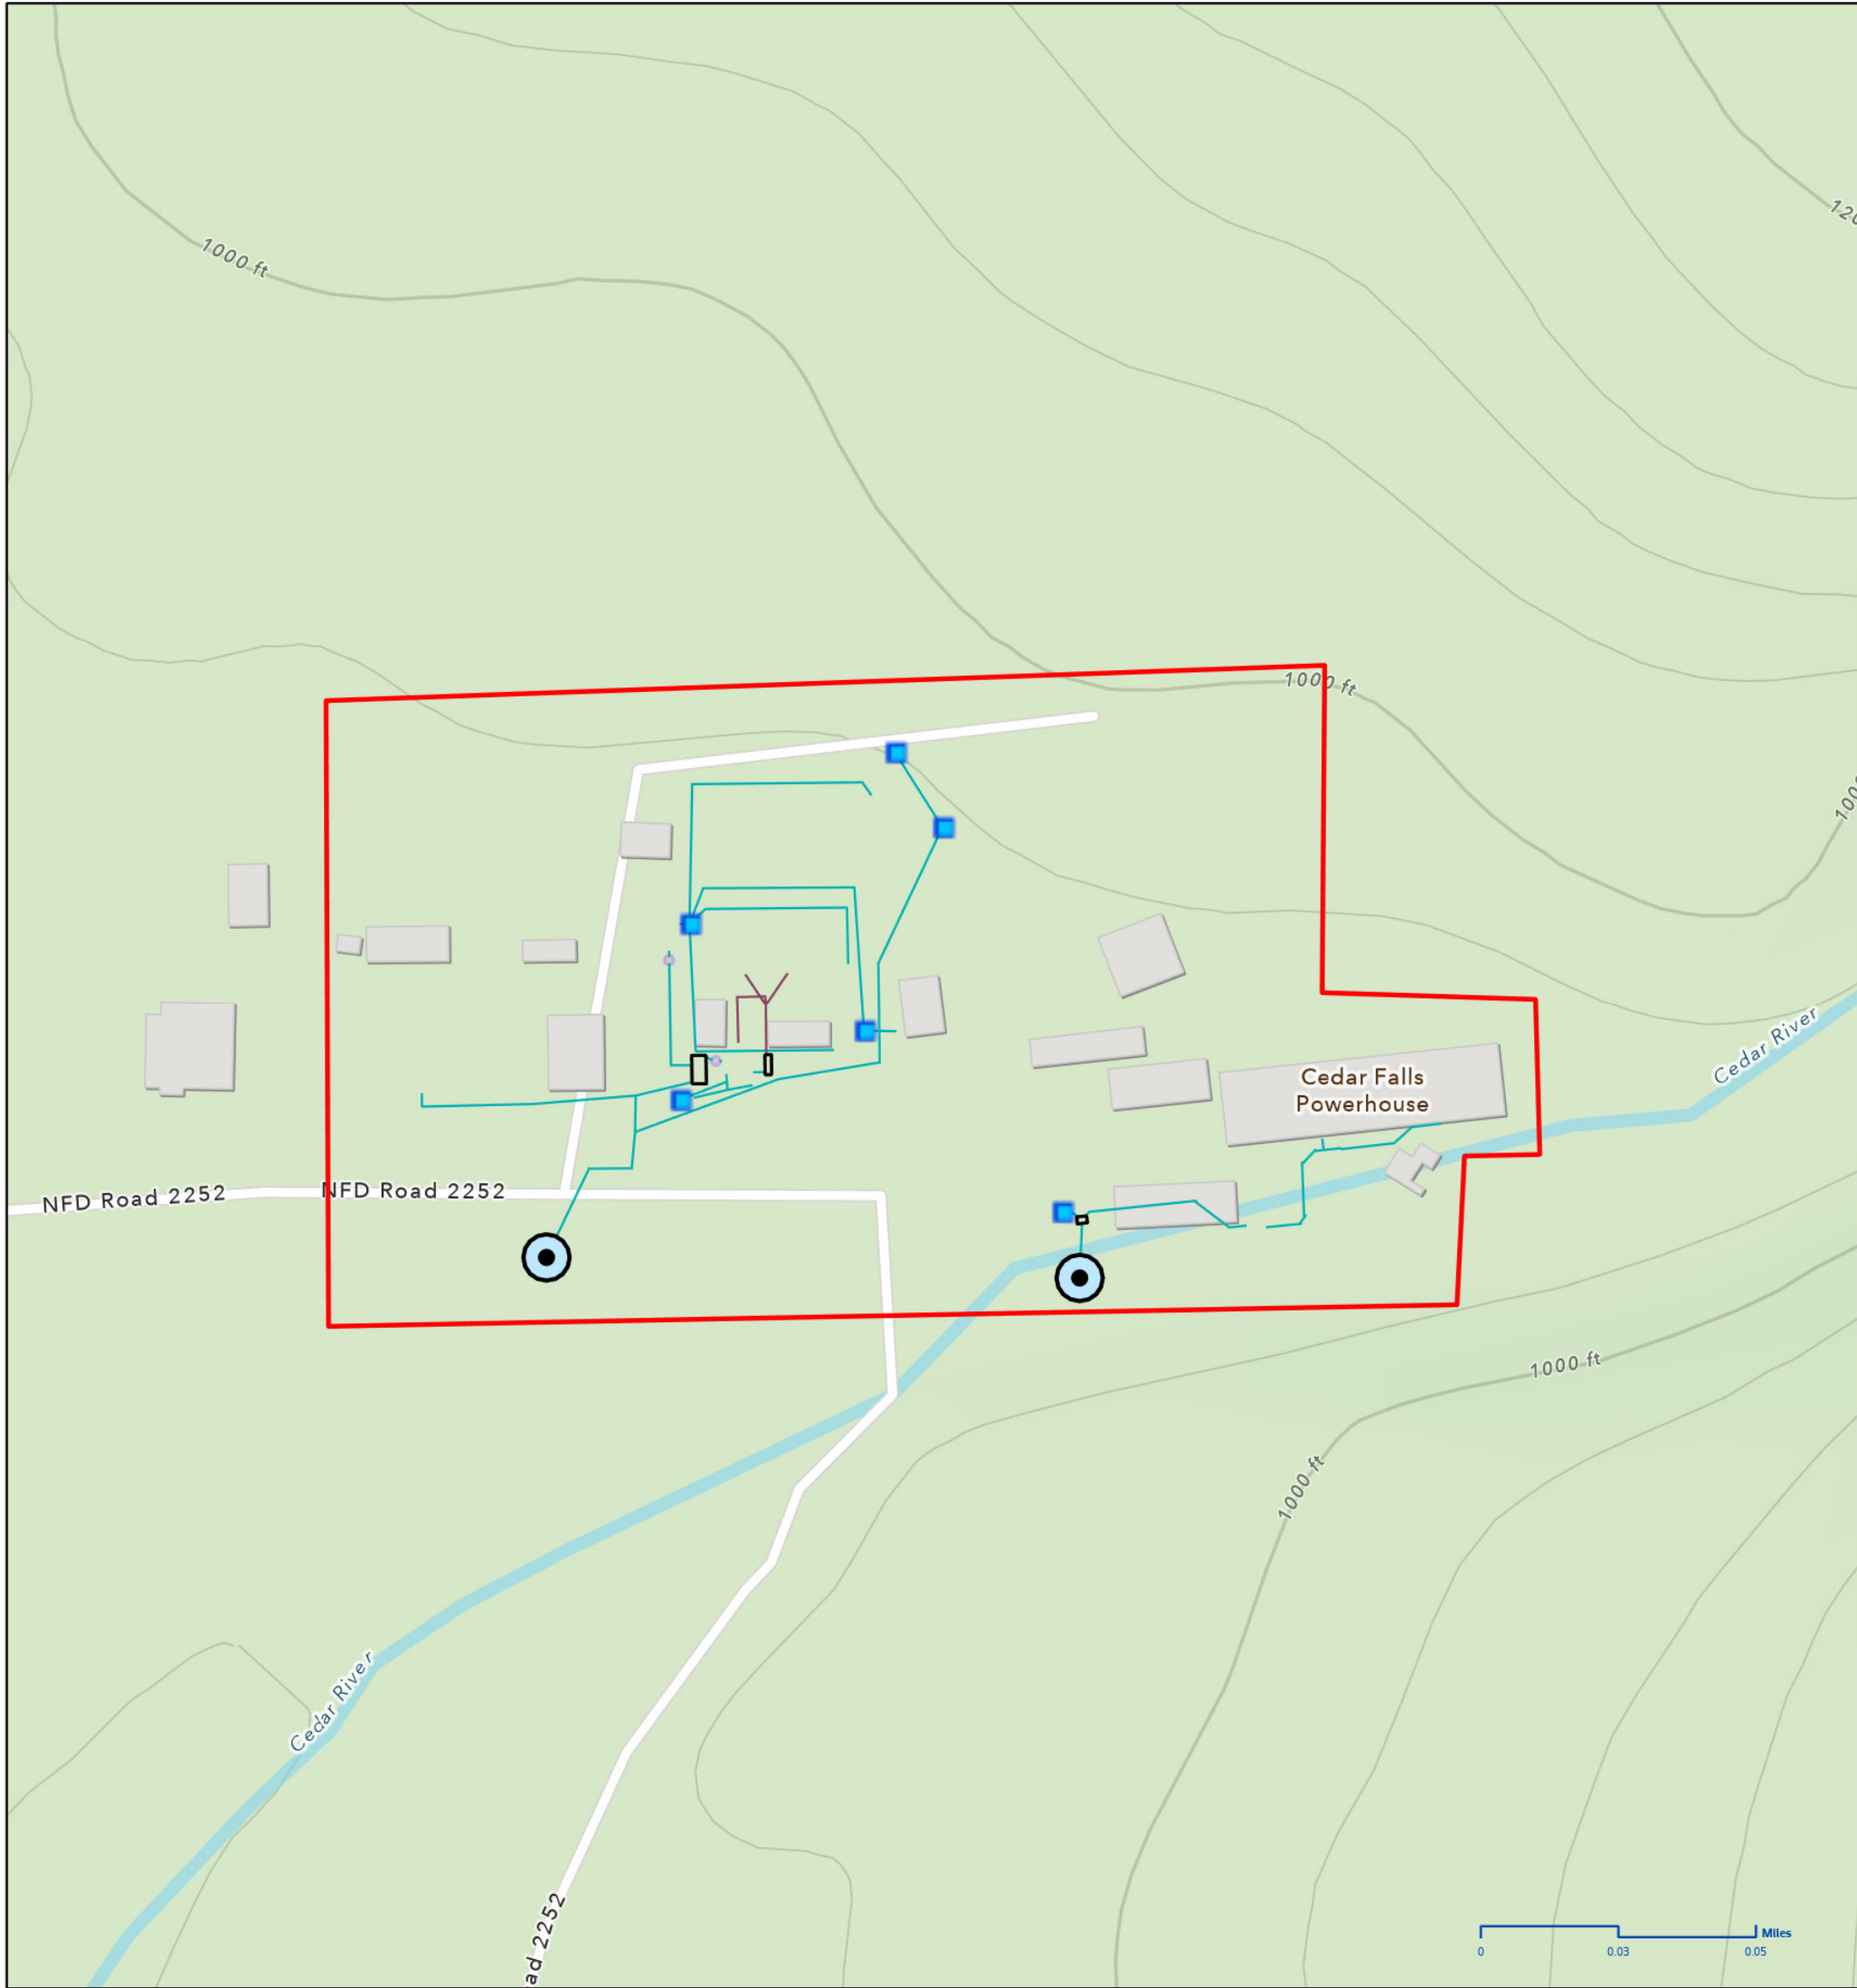 1000 ft
120
1000 ft
1000
Cedar River
Cedar Falls
Powerhouse
NFD Road 2252
NFD Road 2252
1000 ft
1000 ft
Cedar River
ad 2252
Miles
0
0.03
0.05